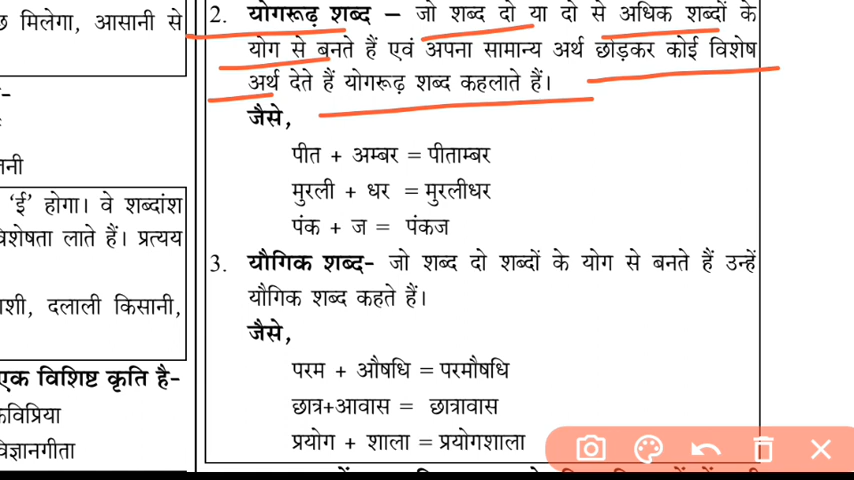 मिलेगा, आसानी से
'ई' होगा। वे शब्दांश
लाते हैं। प्रत्यय
दलाली किसानी,
एक विशिष्ट कृति है-
विज्ञानगीता
2. योगरूढ़ शब्द – जो शब्द दो या दो से अधिक शब्दों के
योग से बनते हैं एवं अपना सामान्य अर्थ छोड़कर कोई विशेष
अर्थ देते हैं योगरूढ़ शब्द कहलाते हैं।
जैसे,
पीत + अम्बर = पीताम्बर
मुरली + धर = मुरलीधर
पंक + ज = पंकज
3. यौगिक शब्द- जो शब्द दो शब्दों के योग से बनते हैं उन्हें
यौगिक शब्द कहते हैं।
जैसे,
परम + औषधि = परमौषधि
छात्र+आवास = छात्रावास
प्रयोग + शाला = प्रयोगशाला